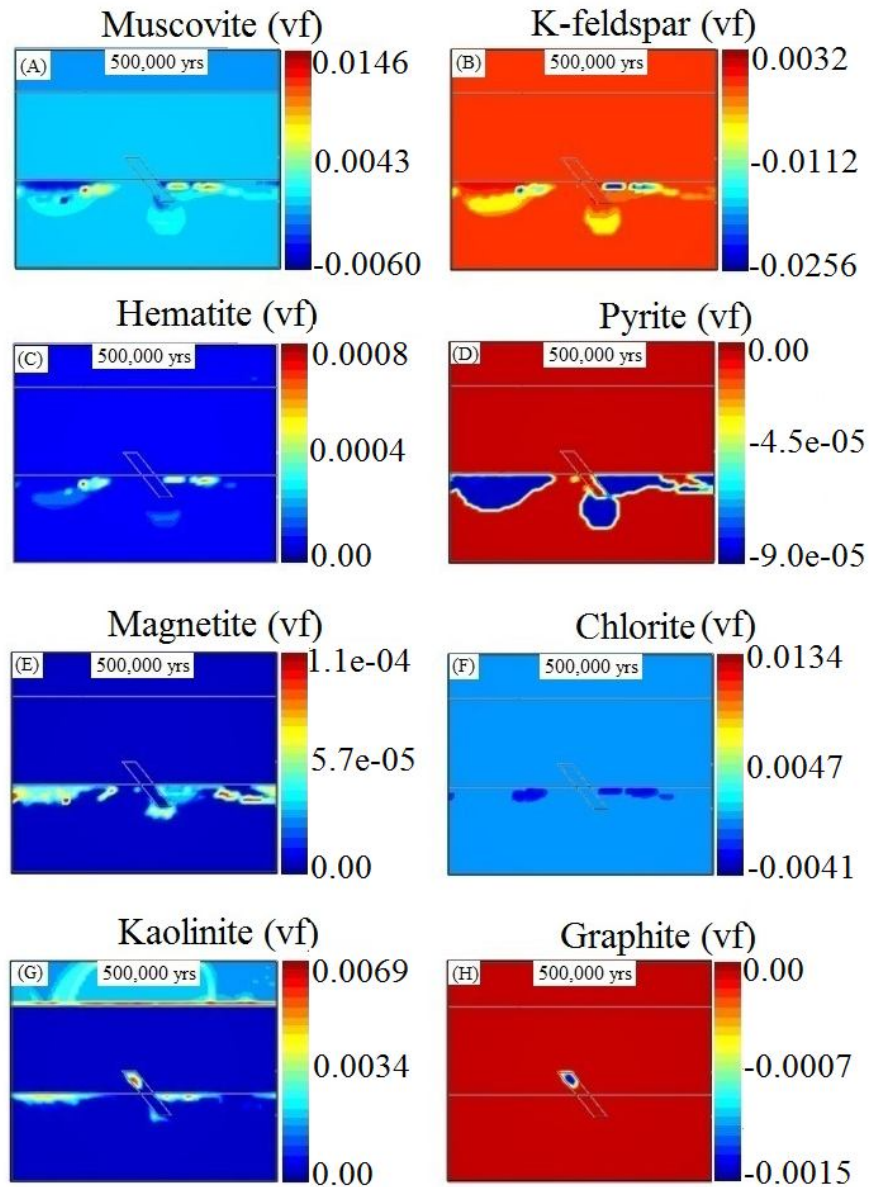 Muscovite (vf)
(A)
500,000 yrs
0.0146
0.0043
-0.0060
K-feldspar (vf)
(B)
500,000 yrs
0.0032
-0.0112
-0.0256
Hematite (vf)
(C)
500,000 yrs
0.0008
0.0004
0.00
Pyrite (vf)
(D)
500,000 yrs
0.00
-4.5e-05
-9.0e-05
Magnetite (vf)
(E)
500,000 yrs
1.1e-04
5.7e-05
0.00
Chlorite (vf)
(F)
500,000 yrs
0.0134
0.0047
-0.0041
Kaolinite (vf)
(G)
500,000 yrs
0.0069
0.0034
0.00
Graphite (vf)
(H)
500,000 yrs
0.00
-0.0007
-0.0015